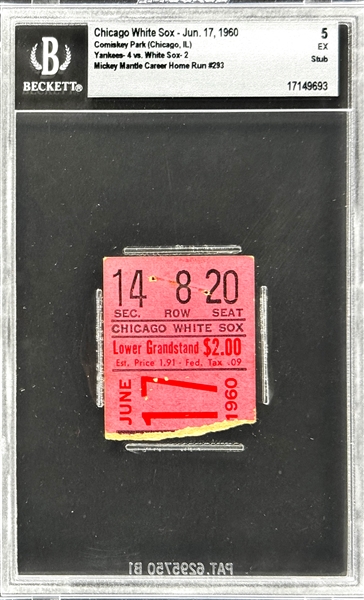 B
BECKETT®
Chicago White Sox - Jun. 17, 1960
Comiskey Park (Chicago, IL)
Yankees- 4 vs. White Sox- 2
Mickey Mantle Career Home Run #293
5
EX
Stub
17149693
14 8 20
SEC. ROW SEAT
CHICAGO WHITE SOX
Lower Grandstand $2.00
Est. Price 1.91 - Fed. Tax .09
JUNE 17 1960
PAT. 6295750 B1